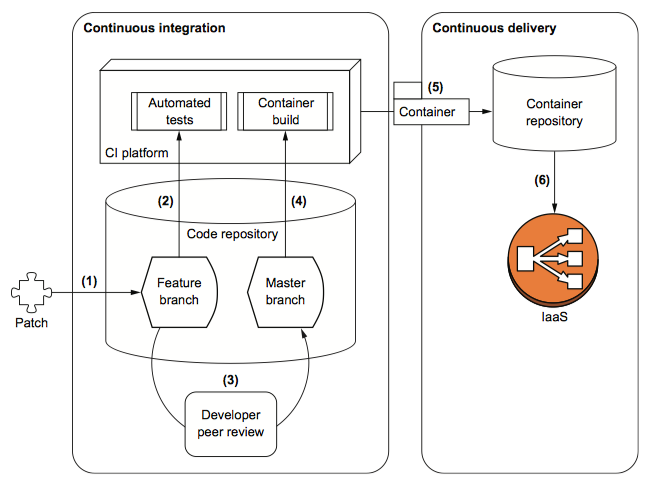 Continuous integration
Continuous delivery
Automated
tests
Container
build
CI platform
(5)
Container
Container
repository
(2)
(4)
(6)
Code repository
(1)
Feature
branch
Master
branch
Patch
IaaS
(3)
Developer
peer review